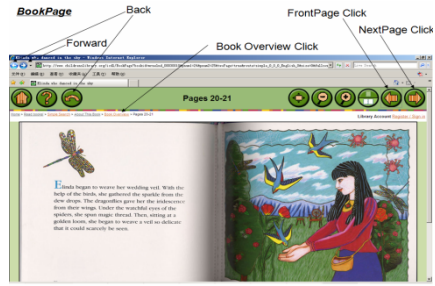 BookPage
Back
FrontPage Click
NextPage Click
Forward
Book Overview Click
Pages 20-21
Library Account Register | Sign in
Elinda began to weave her wedding veil. With the
help of the birds, she gathered the sparkle from the
dew drops. The dragonflies gave her the iridescence
from their wings. Under the watchful eyes of the
spiders, she spun magic thread. Then, sitting at a
golden loom, she began to weave a veil so delicate
that it could scarcely be seen.